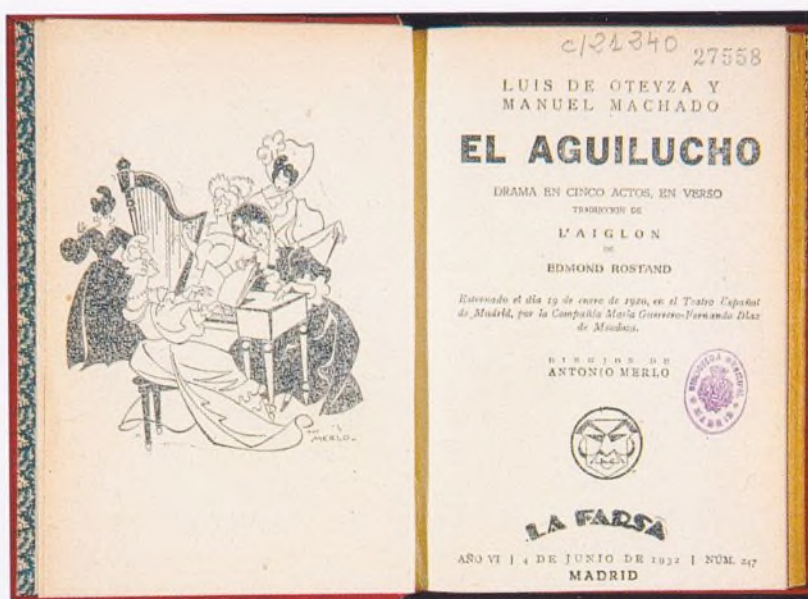 MERLO-
c/21340
27558
LUIS DE OTEYZA Y
MANUEL MACHADO
EL AGUILUCHO
DRAMA EN CINCO ACTOS, EN VERSO
TRADUCCION DE
L'AIGLON
DE
EDMOND ROSTAND
Estrenado el día 19 de enero de 1920, en el Teatro Español
de Madrid, por la Compañía María Guerrero-Fernando Díaz
de Mendoza.
DIBUJOS DE
ANTONIO MERLO
BIBLIOTECA
LA FARSA
AÑO VI | 4 DE JUNIO DE 1932 | NÚM. 247
MADRID